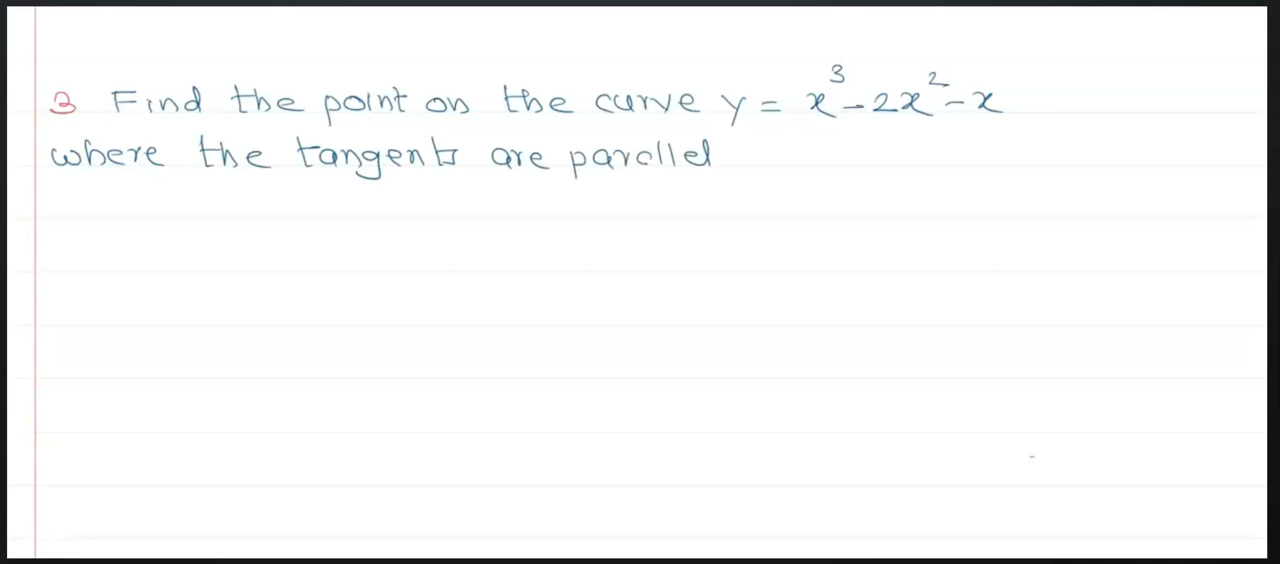 3 Find the point on the curve y = x³ - 2x² - x
where the tangents are parallel